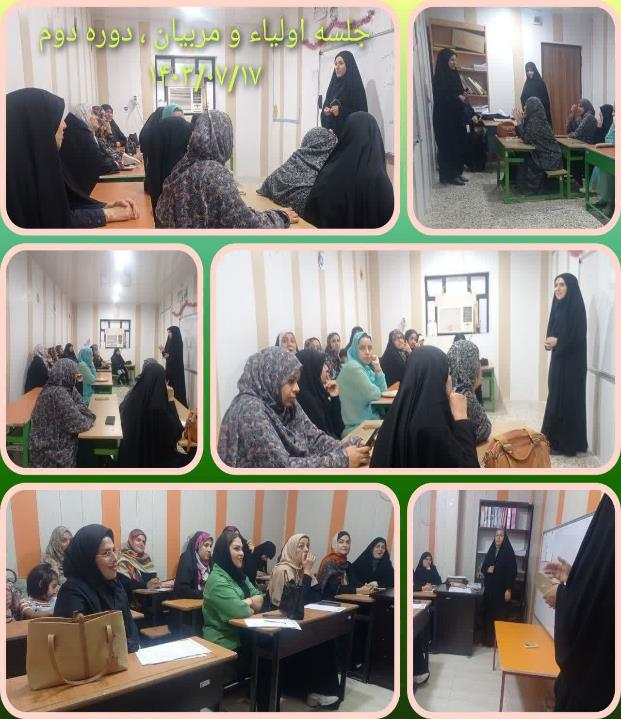 جلسه اولیاء و مربیان ، دوره دوم
۱۴۰۳/۰۷/۱۷